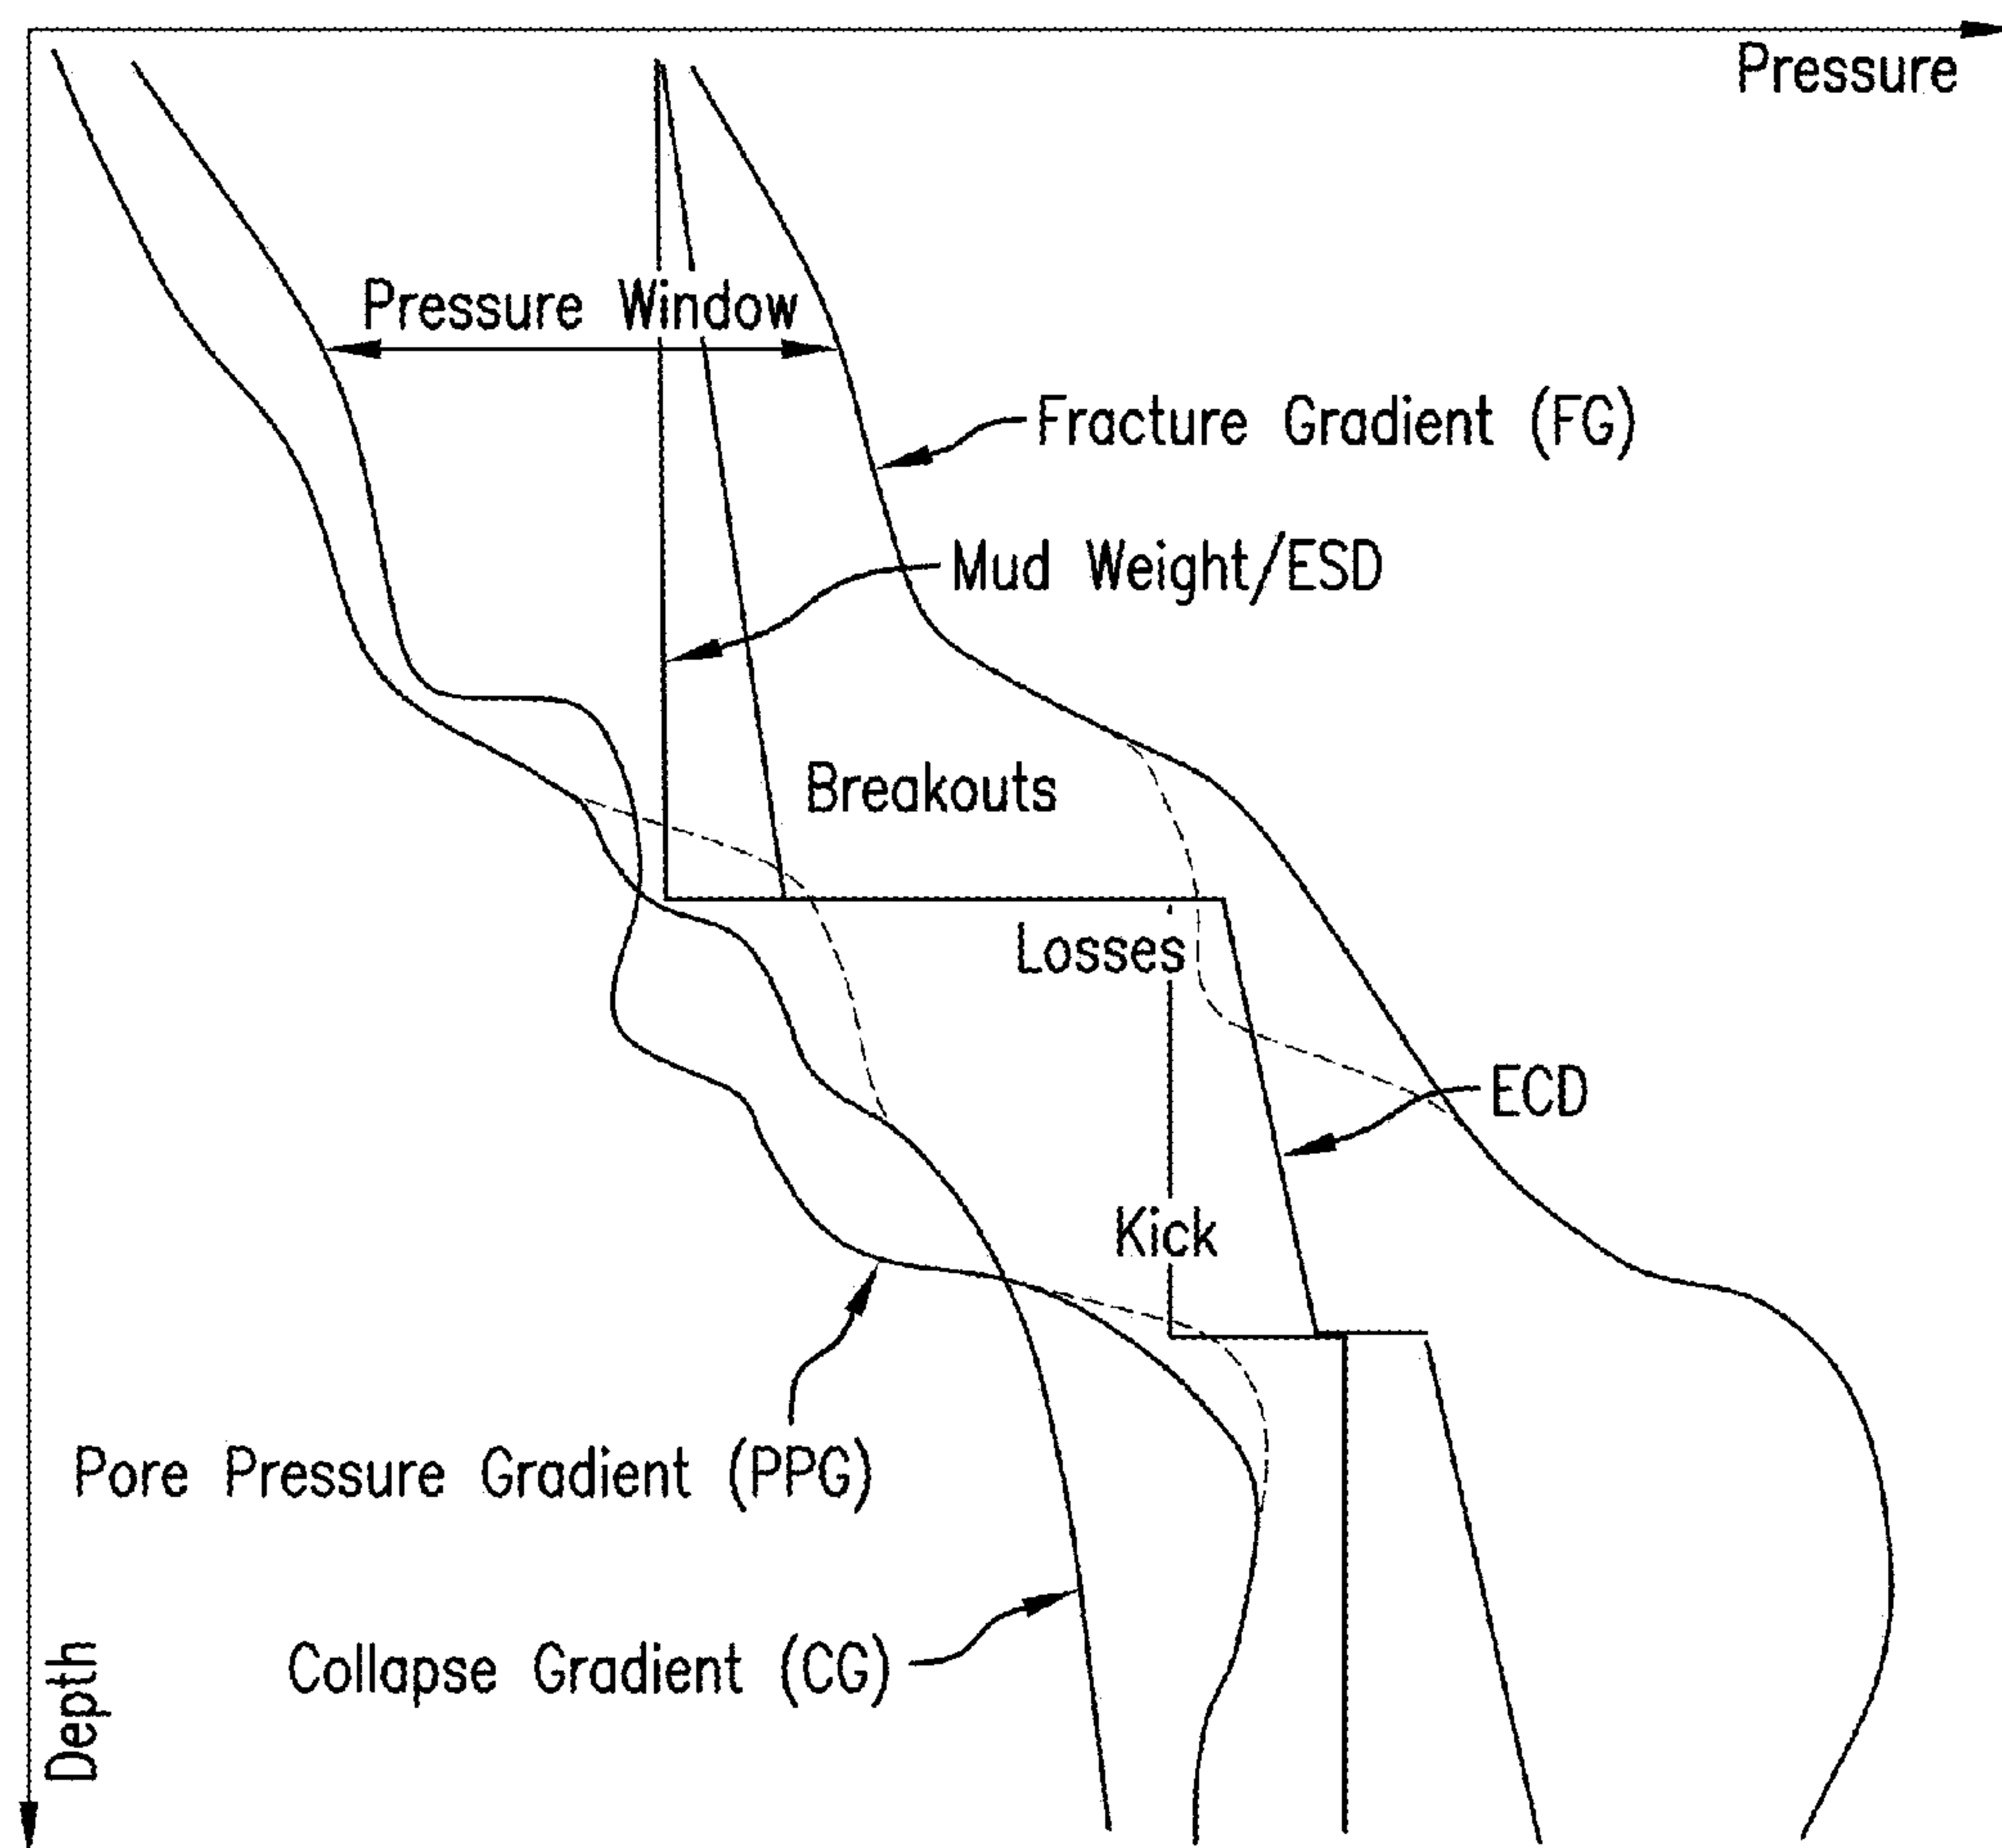 Pressure
Pressure Window
Fracture Gradient (FG)
Mud Weight/ESD
Breakouts
Losses
ECD
Kick
Pore Pressure Gradient (PPG)
Collapse Gradient (CG)
Depth